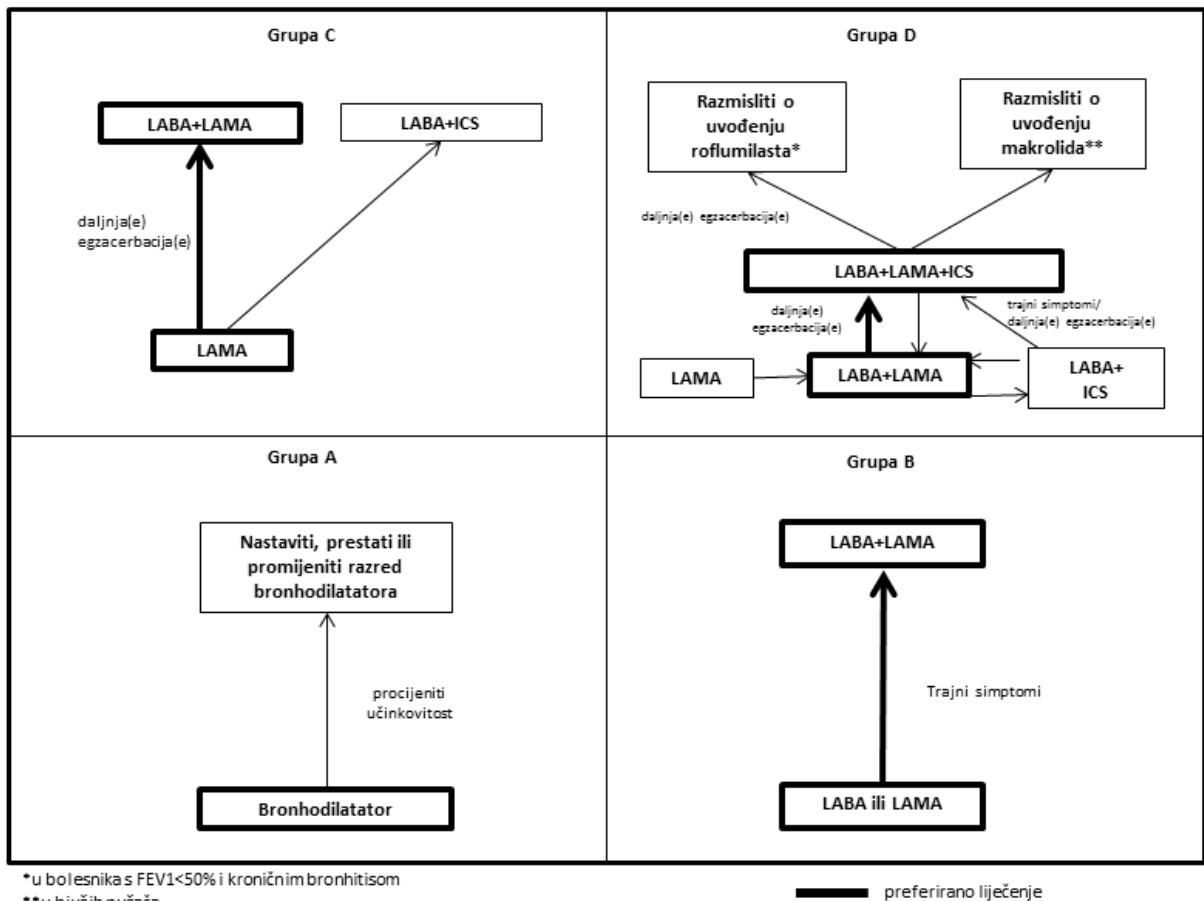 Grupa C
LABA+LAMA
LABA+ICS
daljnja(e)
egzacerbacija(e)
LAMA
Grupa D
Razmisliti o
uvođenju
roflumilasta*
Razmisliti o
uvođenju
makrolida**
daljnja(e) egzacerbacija(e)
LABA+LAMA+ICS
daljnja(e)
egzacerbacija(e)
trajni simptomi/
daljnja(e) egzacerbacija(e)
LAMA
LABA+LAMA
LABA+
ICS
Grupa A
Nastaviti, prestati ili
promijeniti razred
bronhodilatatora
procijeniti
učinkovitost
Bronhodilatator
Grupa B
LABA+LAMA
Trajni simptomi
LABA ili LAMA
*u bolesnika s FEV1<50% i kroničnim bronhitisom
**u bivših pušača
preferirano liječenje